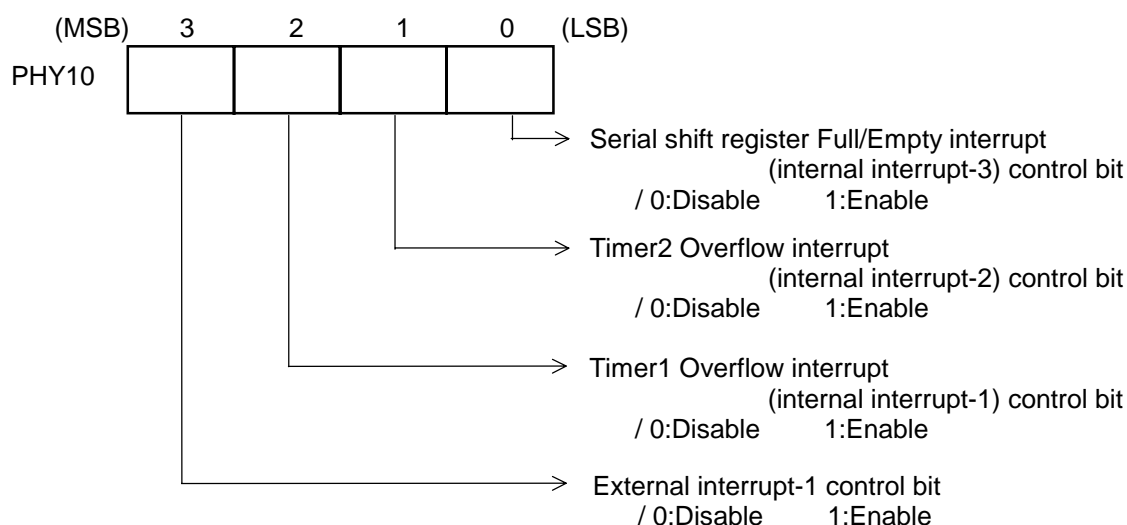 (MSB) 3 2 1 0 (LSB)
PHY10
Serial shift register Full/Empty interrupt
(internal interrupt-3) control bit
/ 0:Disable 1:Enable
Timer2 Overflow interrupt
(internal interrupt-2) control bit
/ 0:Disable 1:Enable
Timer1 Overflow interrupt
(internal interrupt-1) control bit
/ 0:Disable 1:Enable
External interrupt-1 control bit
/ 0:Disable 1:Enable